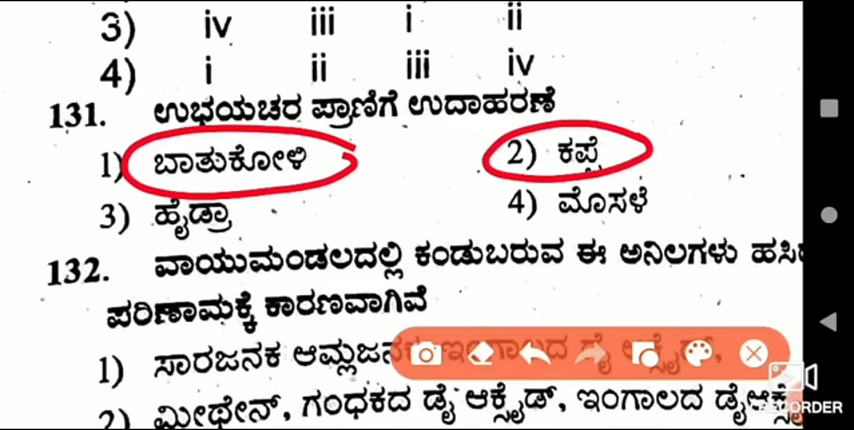 3) iv iii i ii
4) i ii iii iv
131. ಉಭಯಚರ ಪ್ರಾಣಿಗೆ ಉದಾಹರಣೆ
1) ಬಾತುಕೋಳಿ 2) ಕಪ್ಪೆ
3) ಹೈಡ್ರಾ 4) ಮೊಸಳೆ
132. ವಾಯುಮಂಡಲದಲ್ಲಿ ಕಂಡುಬರುವ ಈ ಅನಿಲಗಳು
ಪರಿಣಾಮಕ್ಕೆ ಕಾರಣವಾಗಿವೆ
1) ಸಾರಜನಕ ಇಂಗಾಲದ ಡೈ
2) ಮೀಥೇನ್, ಗಂಧಕದ ಡೈ ಆಕ್ಸೈಡ್, ಇಂಗಾಲದ